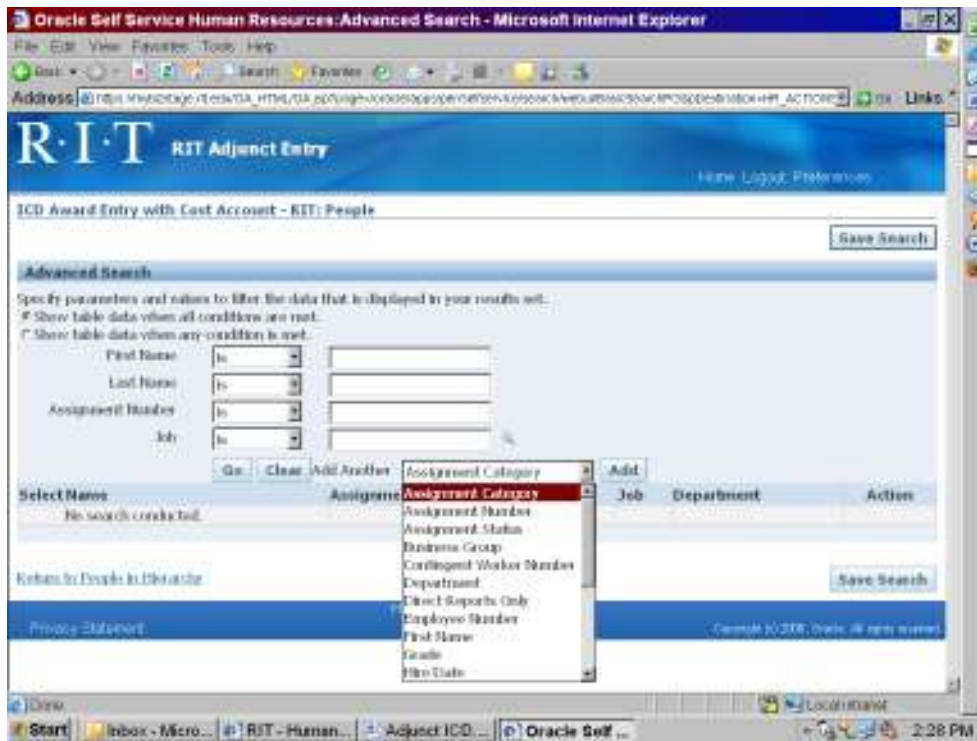 Oracle Self Service Human Resources: Advanced Search - Microsoft Internet Explorer
File Edit View Favorites Tools Help
Back Search Favorites
Address Go Links
R·I·T RIT Adjunct Entry
Home Logout Preferences
ICD Award Entry with Cost Account - RIT: People
Save Search
Advanced Search
Specify parameters and values to filter the data that is displayed in your results set.
Show table data when all conditions are met.
Show table data when any condition is met.
First Name is
Last Name is
Assignment Number is
Job is
Go Clear Add Another Assignment Category Add
Select Name Assignme Job Department Action
No search conducted.
Assignment Category
Assignment Number
Assignment Status
Business Group
Contingent Worker Number
Department
Direct Reports Only
Employee Number
First Name
Grade
Hire Date
Return to People in Hierarchy
Save Search
Privacy Statement
Done Local intranet
Start Inbox - Micro... RIT - Human... Adjunct ICD... Oracle Self ... 2:28 PM